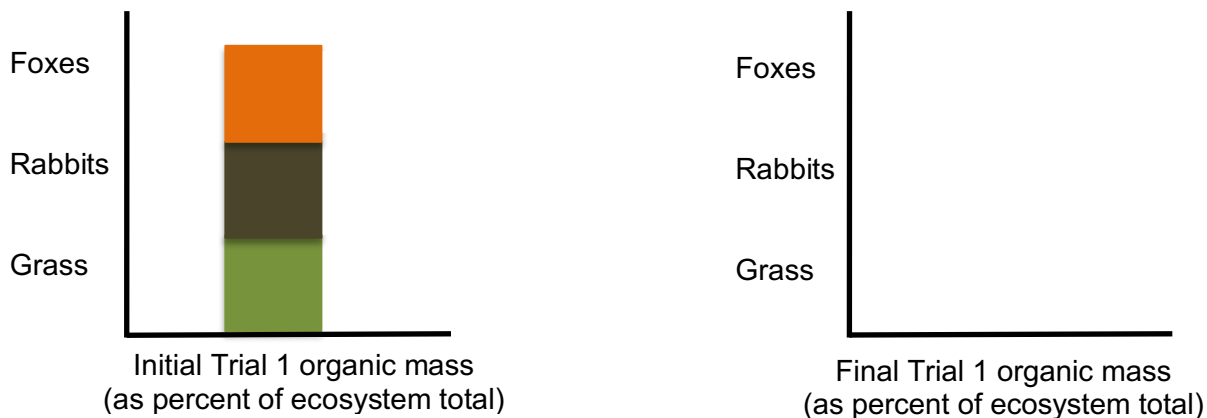 Foxes
Rabbits
Grass
Initial Trial 1 organic mass
(as percent of ecosystem total)
Foxes
Rabbits
Grass
Final Trial 1 organic mass
(as percent of ecosystem total)